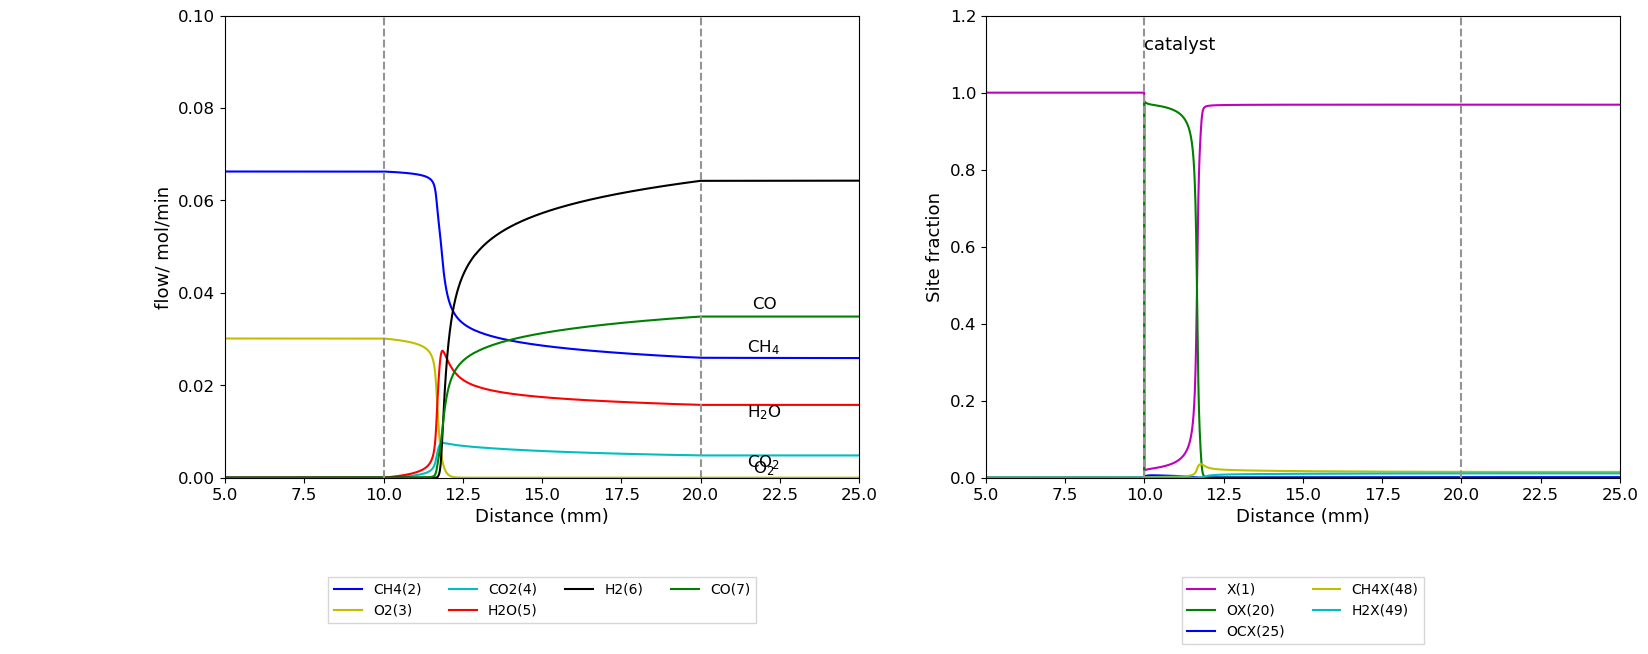 0.10
0.08
0.06
0.04
0.02
0.00
flow/ mol/min
CO
CH₄
H₂O
CO₂
O₂
5.0 7.5 10.0 12.5 15.0 17.5 20.0 22.5 25.0
Distance (mm)
CH4(2) CO2(4) H2(6) CO(7)
O2(3) H2O(5)
1.2
1.0
0.8
0.6
0.4
0.2
0.0
Site fraction
catalyst
5.0 7.5 10.0 12.5 15.0 17.5 20.0 22.5 25.0
Distance (mm)
X(1) CH4X(48)
OX(20) H2X(49)
OCX(25)